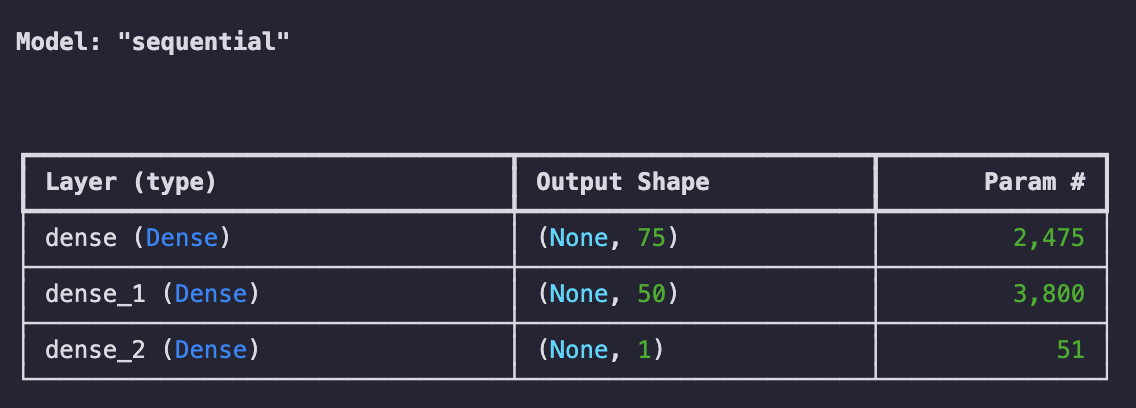 Model: "sequential"
Layer (type) Output Shape Param #
dense (Dense) (None, 75) 2,475
dense_1 (Dense) (None, 50) 3,800
dense_2 (Dense) (None, 1) 51